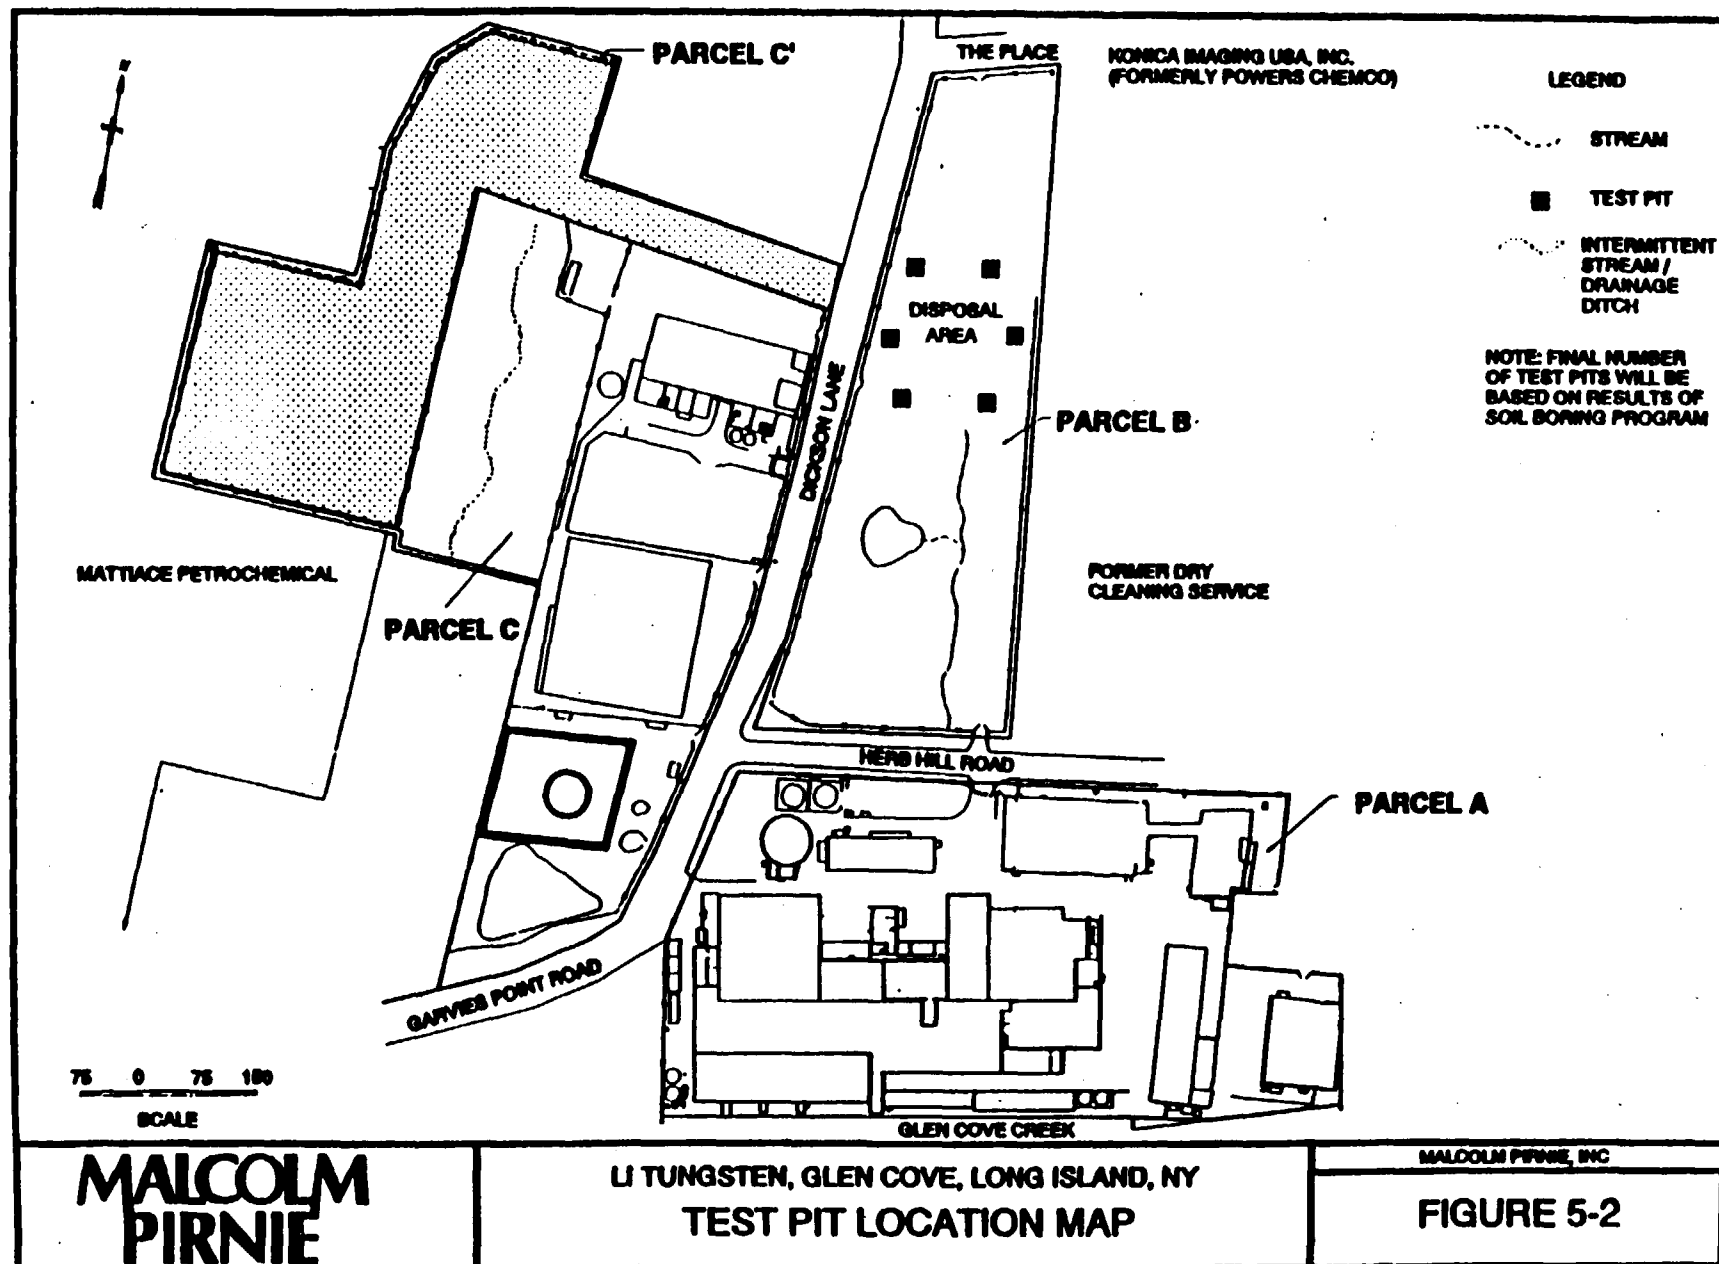 PARCEL C'
THE PLACE
KONICA IMAGING USA, INC.
(FORMERLY POWERS CHEMCO)
LEGEND
STREAM
TEST PIT
INTERMITTENT
STREAM /
DRAINAGE
DITCH
NOTE: FINAL NUMBER
OF TEST PITS WILL BE
BASED ON RESULTS OF
SOIL BORING PROGRAM
DISPOSAL
AREA
DICKSON LANE
PARCEL B
MATTIACE PETROCHEMICAL
PARCEL C
FORMER DRY
CLEANING SERVICE
HERB HILL ROAD
PARCEL A
GARVIES POINT ROAD
75 0 75 150
SCALE
GLEN COVE CREEK
MALCOLM
PIRNIE
LI TUNGSTEN, GLEN COVE, LONG ISLAND, NY
TEST PIT LOCATION MAP
MALCOLM PIRNIE, INC
FIGURE 5-2